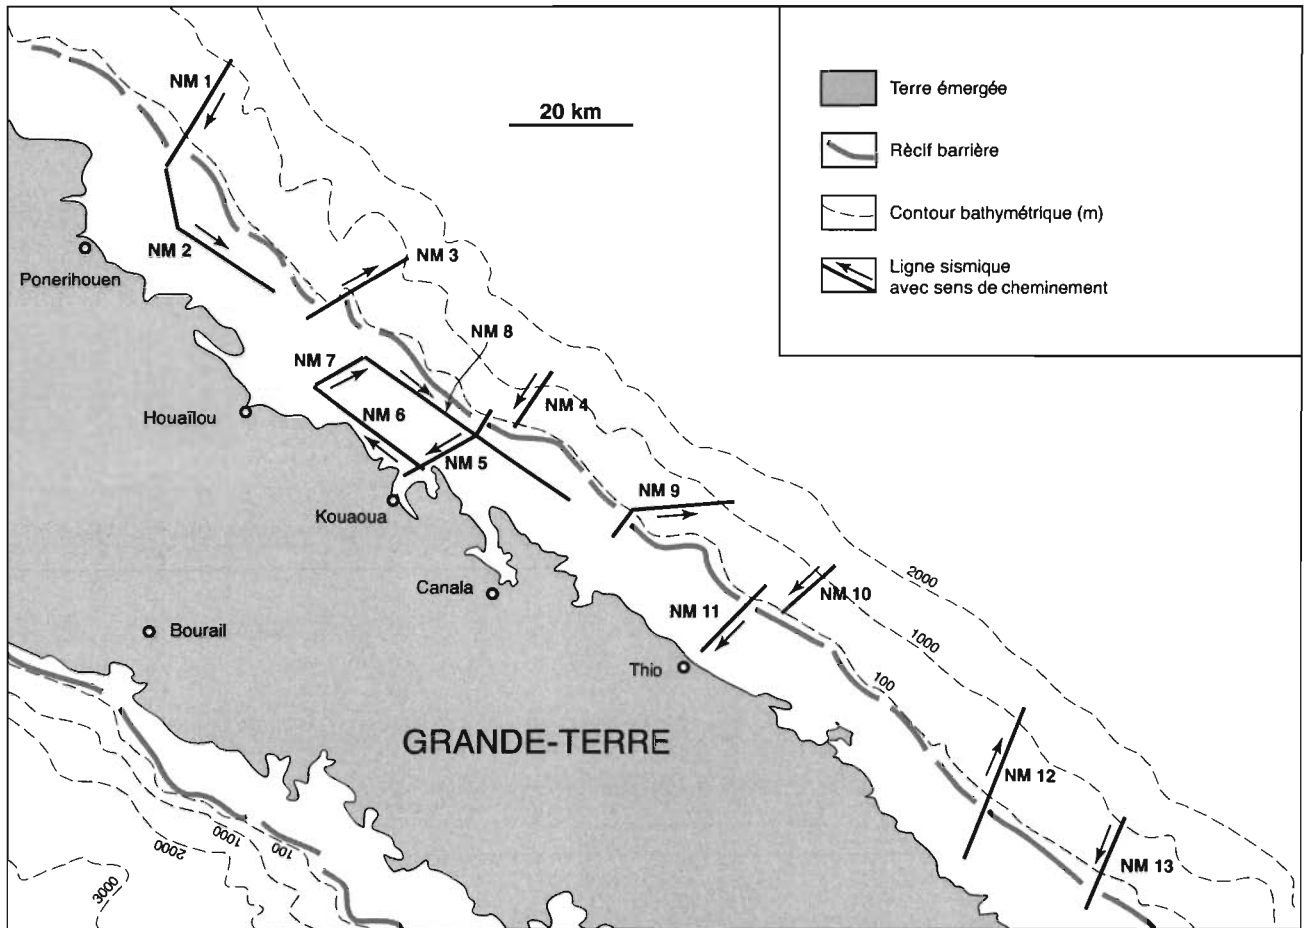 NM 1
20 km
Terre émergée
Rècif barrière
Contour bathymétrique (m)
Ligne sismique
avec sens de cheminement
NM 2
NM 3
Ponerihouen
NM 8
NM 7
NM 4
NM 6
Houaïlou
NM 5
NM 9
Kouaoua
2000
Canala
NM 10
NM 11
Bourail
1000
Thio
100
GRANDE-TERRE
NM 12
1000
100
2000
NM 13
3000